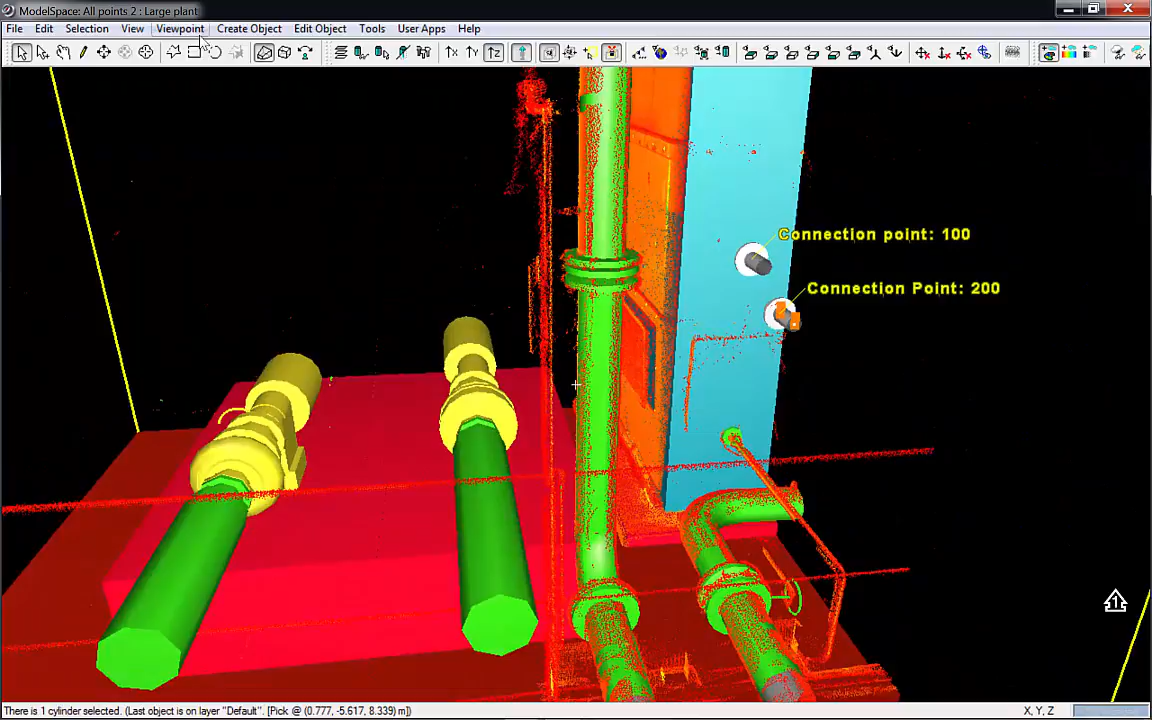 ModelSpace: All points 2 : Large plant
File Edit Selection View Viewpoint Create Object Edit Object Tools User Apps Help
Connection point: 100
Connection Point: 200
1
There is 1 cylinder selected. (Last object is on layer "Default". [Pick @ (0.777, -5.617, 8.339) m]) X, Y, Z